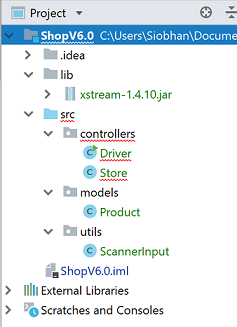 Project
ShopV6.0 C:\Users\Siobhan\Docume
.idea
lib
xstream-1.4.10.jar
src
controllers
Driver
Store
models
Product
utils
ScannerInput
ShopV6.0.iml
External Libraries
Scratches and Consoles